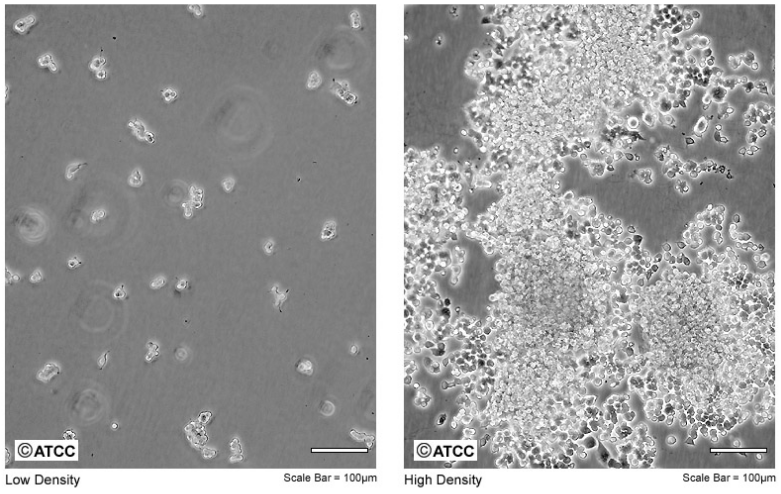 ©ATCC
Low Density
Scale Bar = 100µm
©ATCC
High Density
Scale Bar = 100µm